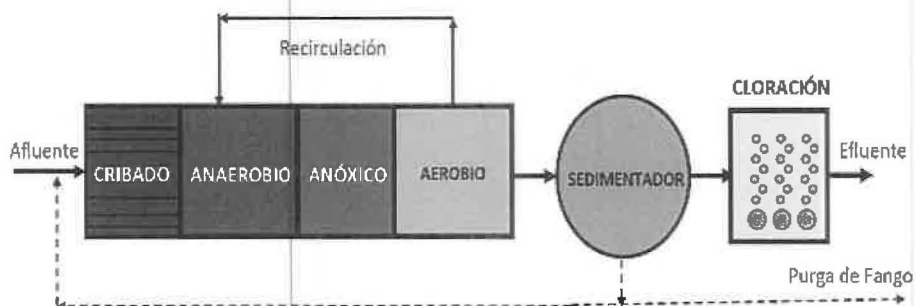 Recirculación
CLORACIÓN
Afluente
CRIBADO
ANAEROBIO
ANÓXICO
AEROBIO
SEDIMENTADOR
Efluente
Purga de Fango